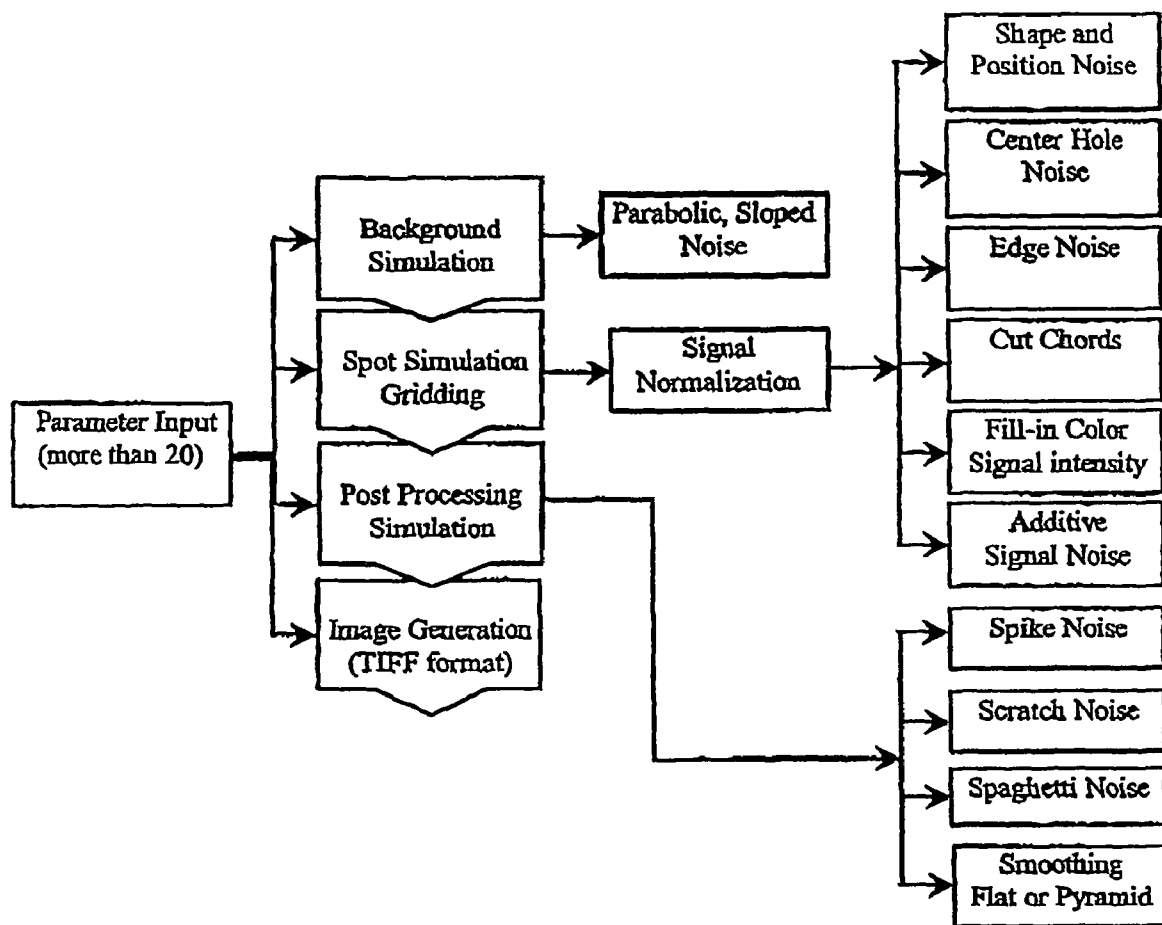 Parameter Input
(more than 20)
Background
Simulation
Spot Simulation
Gridding
Post Processing
Simulation
Image Generation
(TIFF format)
Parabolic, Sloped
Noise
Signal
Normalization
Shape and
Position Noise
Center Hole
Noise
Edge Noise
Cut Chords
Fill-in Color
Signal intensity
Additive
Signal Noise
Spike Noise
Scratch Noise
Spaghetti Noise
Smoothing
Flat or Pyramid